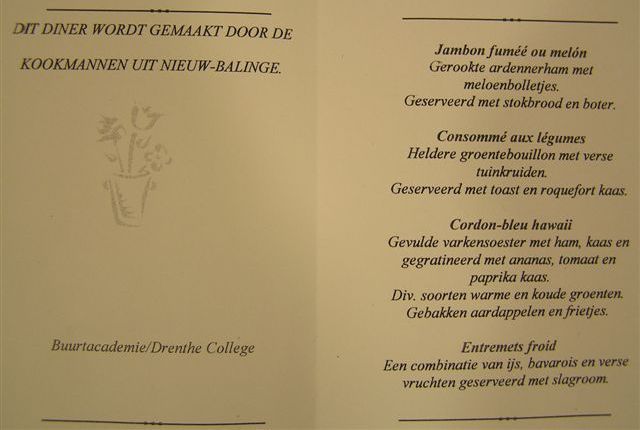 DIT DINER WORDT GEMAAKT DOOR DE
KOOKMANNEN UIT NIEUW-BALINGE.
Buurtacademie/Drenthe College
Jambon fuméé ou melón
Gerookte ardennerham met
meloenbolletjes.
Geserveerd met stokbrood en boter.
Consommé aux légumes
Heldere groentebouillon met verse
tuinkruiden.
Geserveerd met toast en roquefort kaas.
Cordon-bleu hawaii
Gevulde varkensoester met ham, kaas en
gegratineerd met ananas, tomaat en
paprika kaas.
Div. soorten warme en koude groenten.
Gebakken aardappelen en frietjes.
Entremets froid
Een combinatie van ijs, bavarois en verse
vruchten geserveerd met slagroom.